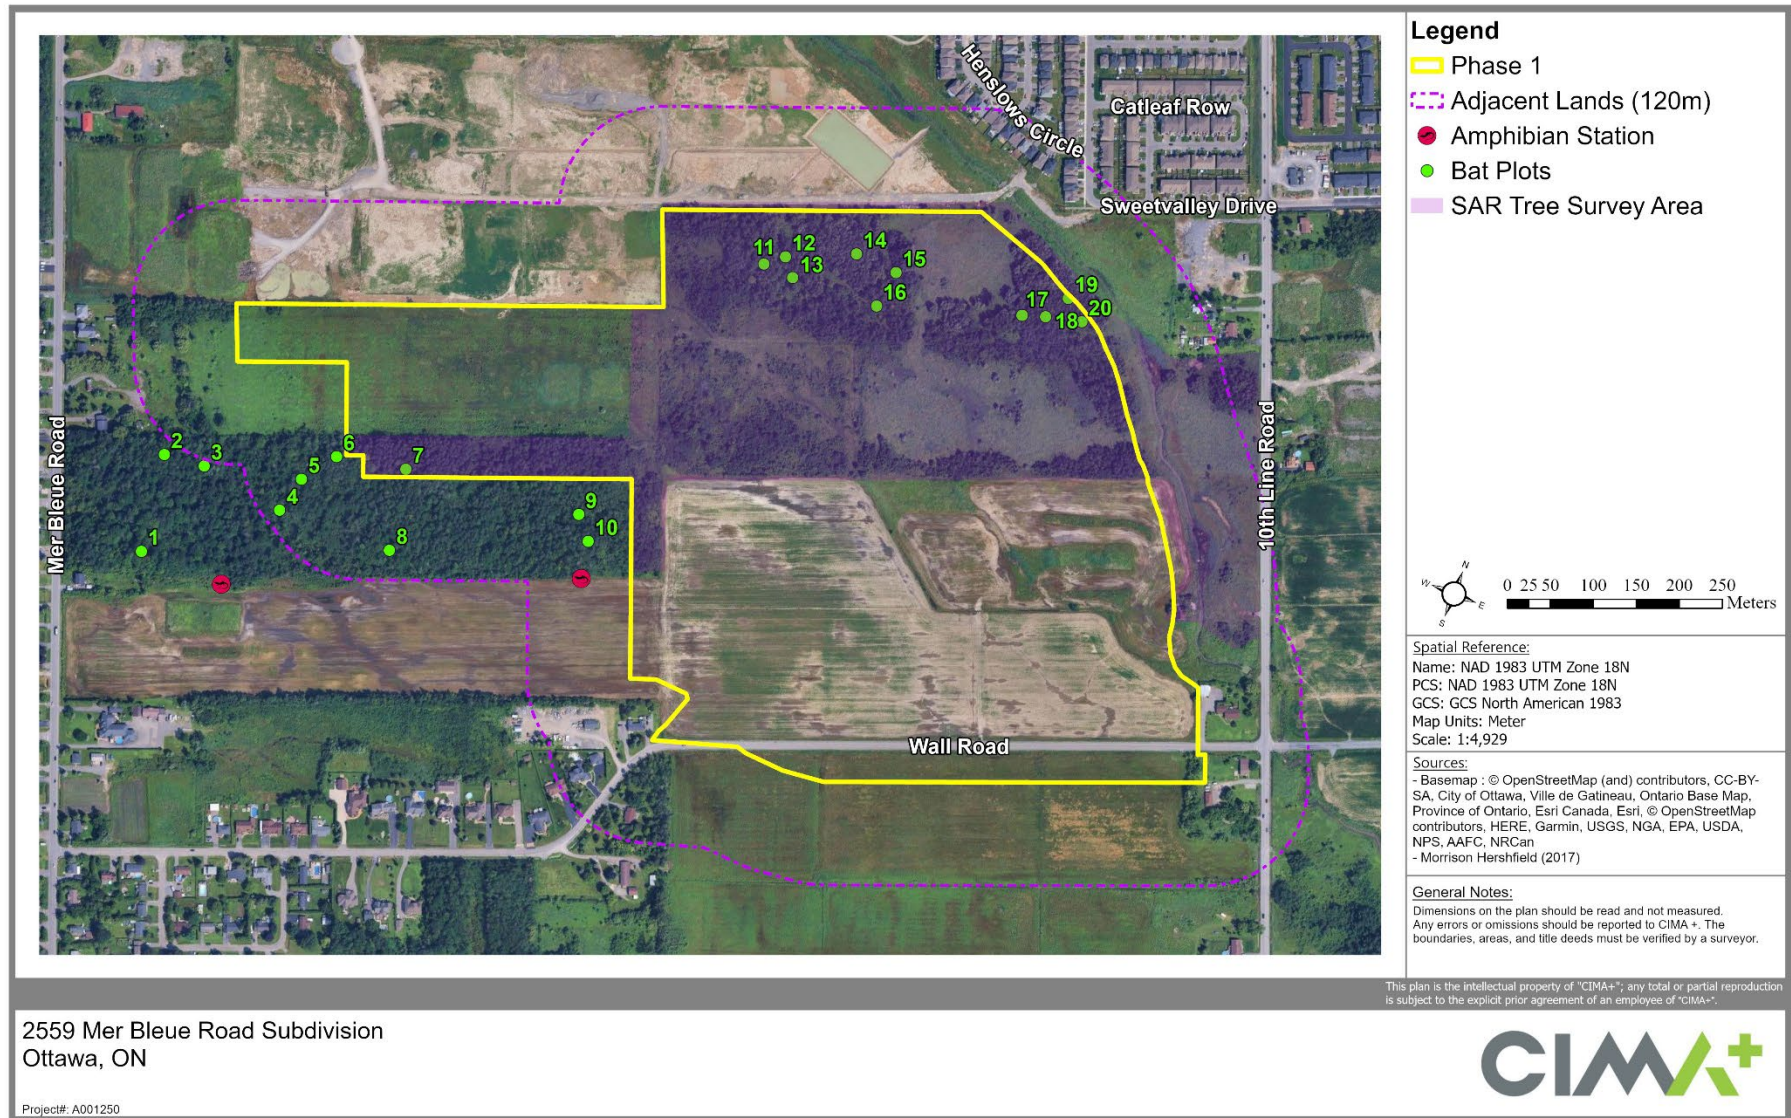 Legend
Phase 1
Adjacent Lands (120m)
Amphibian Station
Bat Plots
SAR Tree Survey Area
Henslows Circle
Catleaf Row
Sweetvalley Drive
Mer Bleue Road
10th Line Road
Wall Road
1
2
3
4
5
6
7
8
9
10
11
12
13
14
15
16
17
18
19
20
N
W
E
S
0 25 50 100 150 200 250
Meters
Spatial Reference:
Name: NAD 1983 UTM Zone 18N
PCS: NAD 1983 UTM Zone 18N
GCS: GCS North American 1983
Map Units: Meter
Scale: 1:4,929
Sources:
- Basemap : © OpenStreetMap (and) contributors, CC-BY-
SA, City of Ottawa, Ville de Gatineau, Ontario Base Map,
Province of Ontario, Esri Canada, Esri, © OpenStreetMap
contributors, HERE, Garmin, USGS, NGA, EPA, USDA,
NPS, AAFC, NRCan
- Morrison Hershfield (2017)
General Notes:
Dimensions on the plan should be read and not measured.
Any errors or omissions should be reported to CIMA +. The
boundaries, areas, and title deeds must be verified by a surveyor.
This plan is the intellectual property of "CIMA+"; any total or partial reproduction
is subject to the explicit prior agreement of an employee of "CIMA+".
2559 Mer Bleue Road Subdivision
Ottawa, ON
Project#: A001250
CIMA+